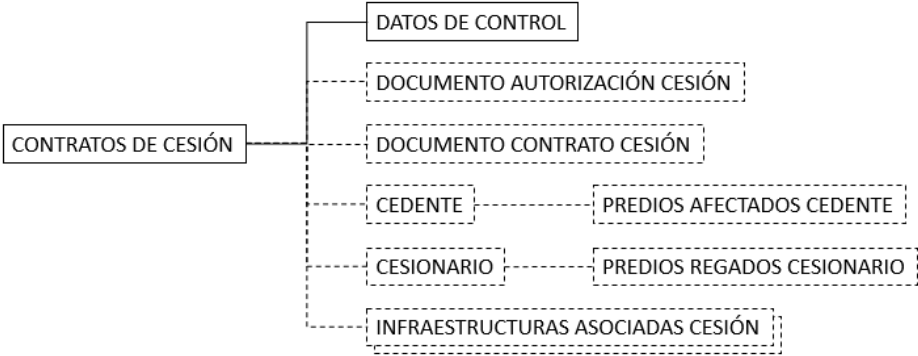 DATOS DE CONTROL
DOCUMENTO AUTORIZACIÓN CESIÓN
CONTRATOS DE CESIÓN
DOCUMENTO CONTRATO CESIÓN
CEDENTE
PREDIOS AFECTADOS CEDENTE
CESIONARIO
PREDIOS REGADOS CESIONARIO
INFRAESTRUCTURAS ASOCIADAS CESIÓN